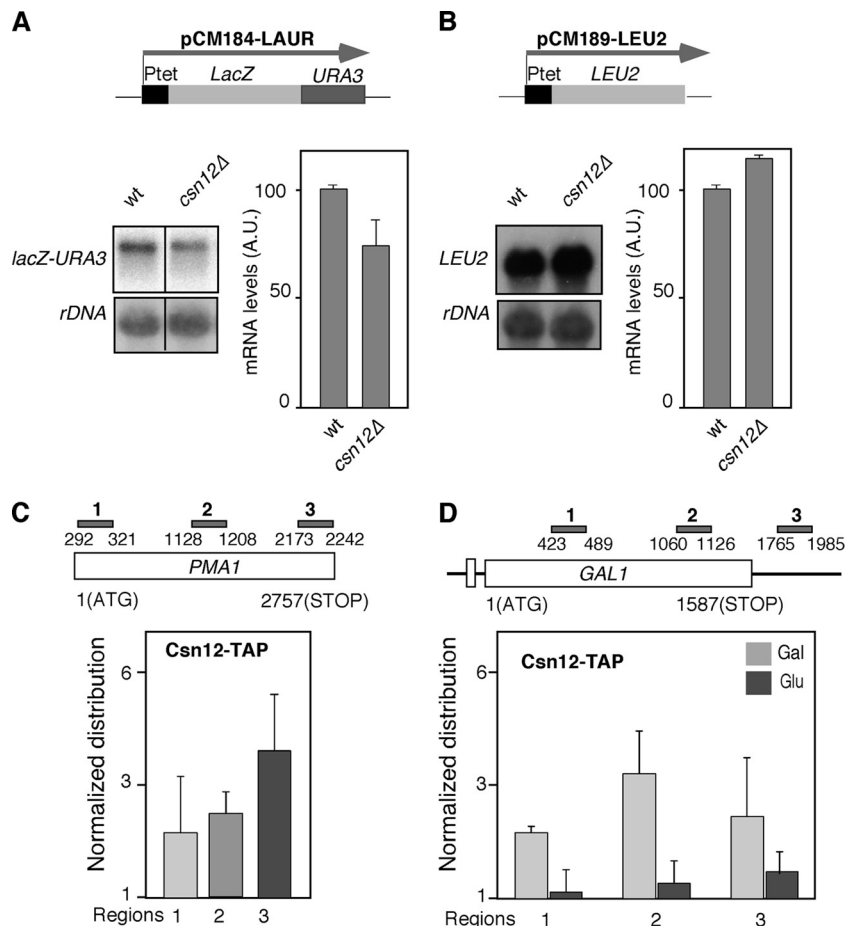 A
pCM184-LAUR
Ptet LacZ URA3
wt csn12Δ
lacZ-URA3
rDNA
mRNA levels (A.U.)
100
50
0
wt csn12Δ
B
pCM189-LEU2
Ptet LEU2
wt csn12Δ
LEU2
rDNA
mRNA levels (A.U.)
100
50
0
wt csn12Δ
C
1 2 3
292 321 1128 1208 2173 2242
PMA1
1(ATG) 2757(STOP)
Csn12-TAP
Normalized distribution
6
3
1
Regions 1 2 3
D
1 2 3
423 489 1060 1126 1765 1985
GAL1
1(ATG) 1587(STOP)
Csn12-TAP
Gal
Glu
Normalized distribution
6
3
1
Regions 1 2 3